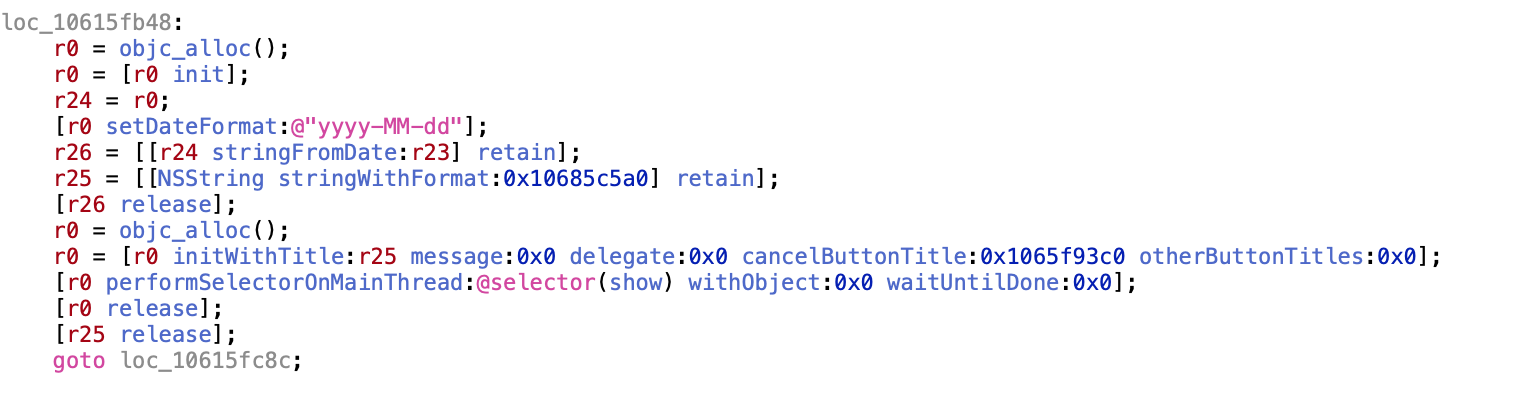 loc_10615fb48:
r0 = objc_alloc();
r0 = [r0 init];
r24 = r0;
[r0 setDateFormat:@"yyyy-MM-dd"];
r26 = [[r24 stringFromDate:r23] retain];
r25 = [[NSString stringWithFormat:0x10685c5a0] retain];
[r26 release];
r0 = objc_alloc();
r0 = [r0 initWithTitle:r25 message:0x0 delegate:0x0 cancelButtonTitle:0x1065f93c0 otherButtonTitles:0x0];
[r0 performSelectorOnMainThread:@selector(show) withObject:0x0 waitUntilDone:0x0];
[r0 release];
[r25 release];
goto loc_10615fc8c;